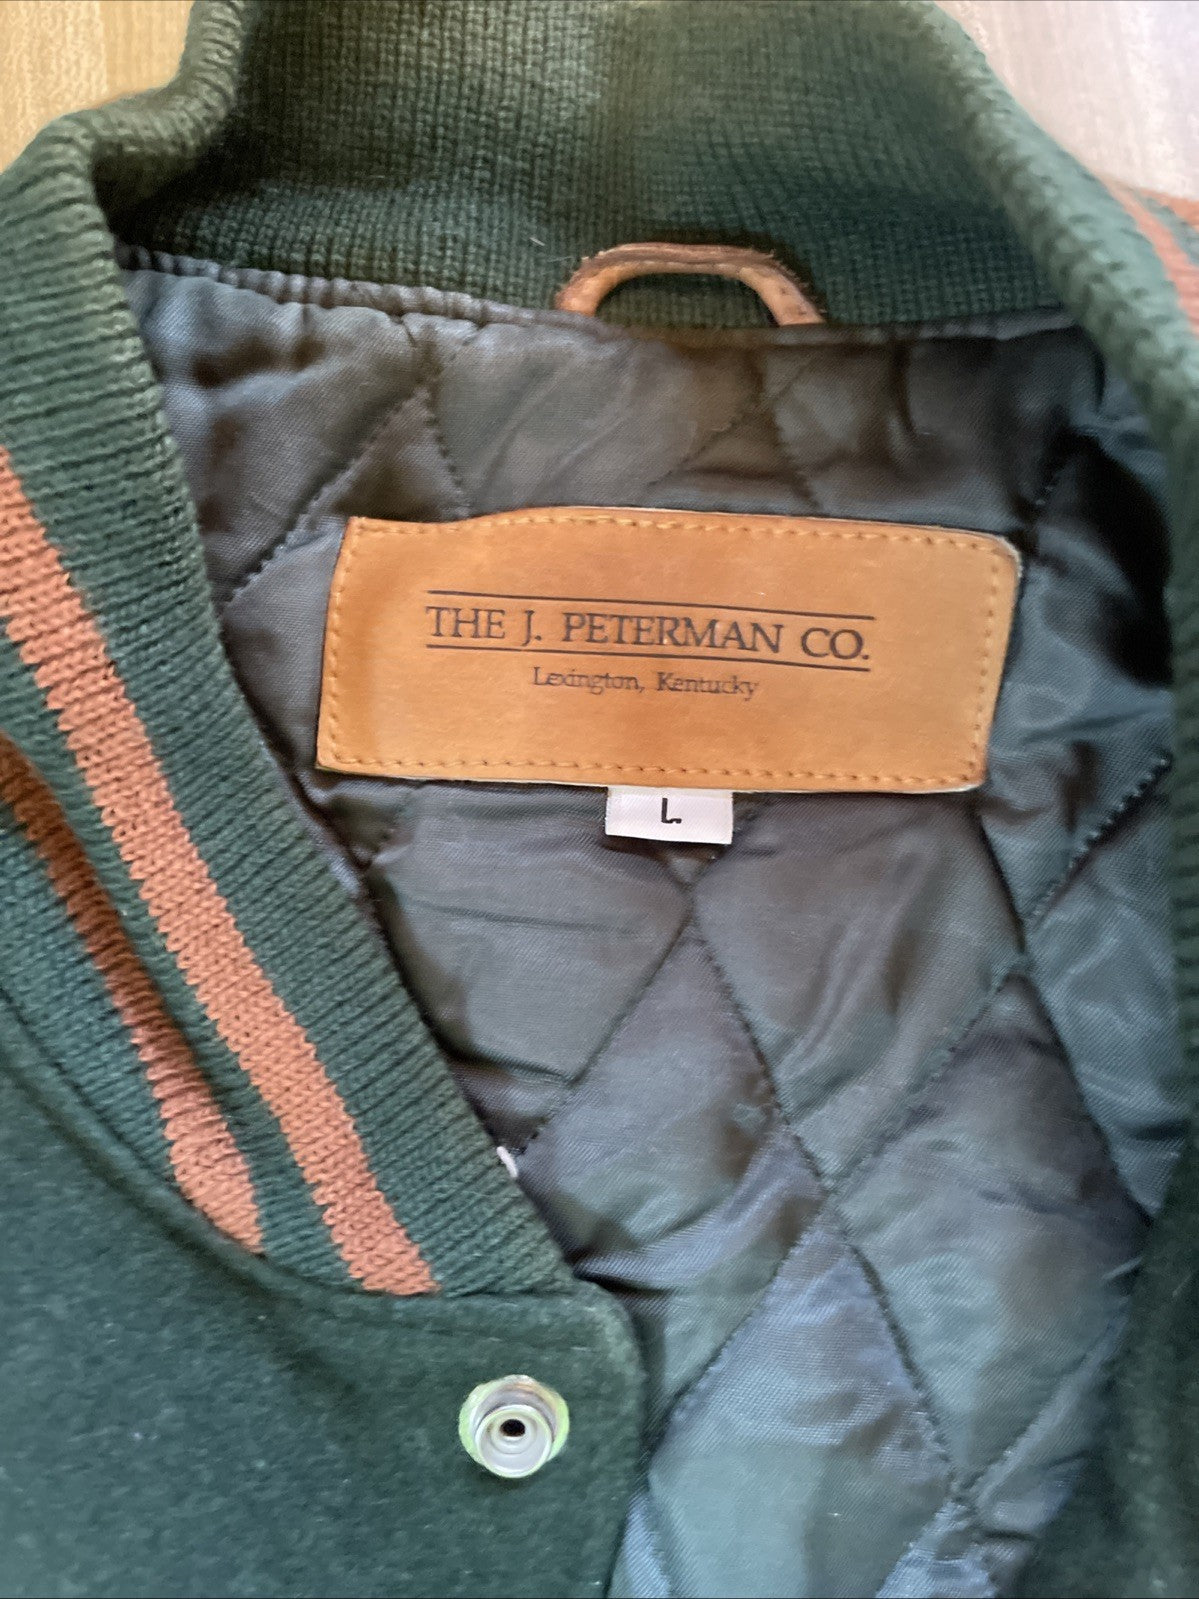 THE J. PETERMAN CO.
Lexington, Kentucky
L